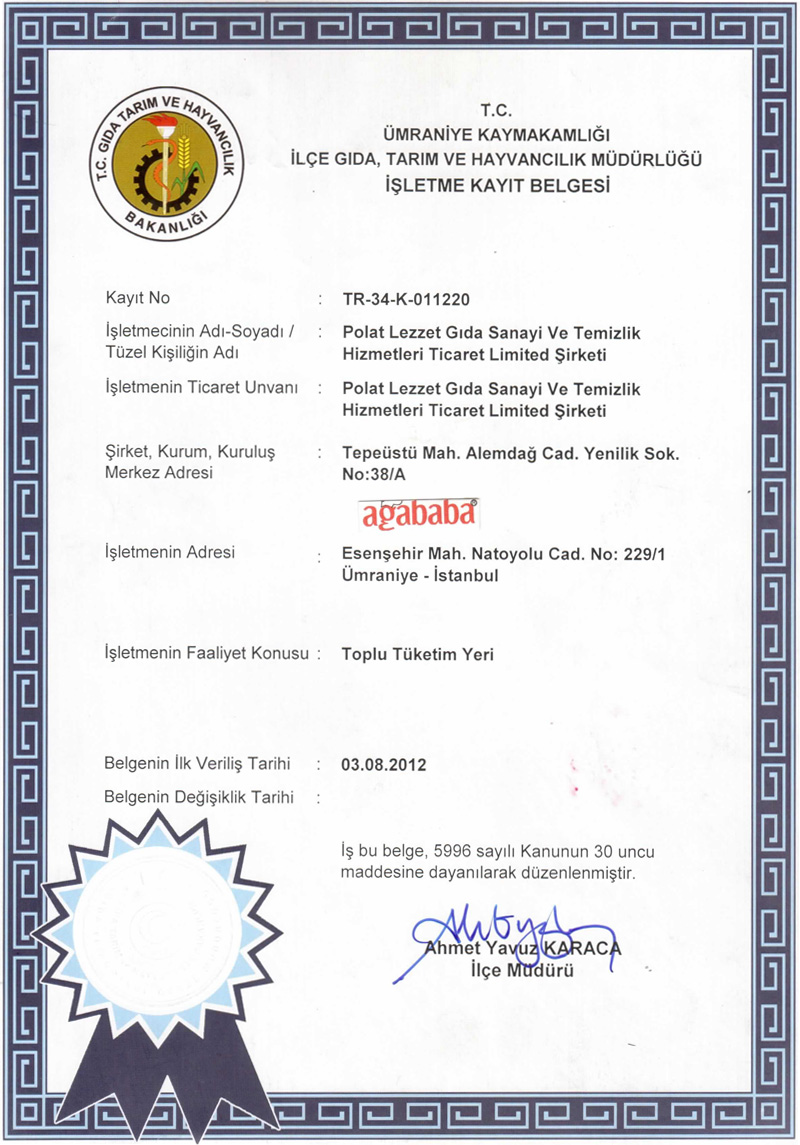 T.C. GIDA TARIM VE HAYVANCILIK
BAKANLIĞI
T.C.
ÜMRANİYE KAYMAKAMLIĞI
İLÇE GIDA, TARIM VE HAYVANCILIK MÜDÜRLÜĞÜ
İŞLETME KAYIT BELGESİ
Kayıt No : TR-34-K-011220
İşletmecinin Adı-Soyadı / : Polat Lezzet Gıda Sanayi Ve Temizlik
Tüzel Kişiliğin Adı Hizmetleri Ticaret Limited Şirketi
İşletmenin Ticaret Unvanı : Polat Lezzet Gıda Sanayi Ve Temizlik
Hizmetleri Ticaret Limited Şirketi
Şirket, Kurum, Kuruluş : Tepeüstü Mah. Alemdağ Cad. Yenilik Sok.
Merkez Adresi No:38/A
agababa
İşletmenin Adresi : Esenşehir Mah. Natoyolu Cad. No: 229/1
Ümraniye - İstanbul
İşletmenin Faaliyet Konusu : Toplu Tüketim Yeri
Belgenin İlk Veriliş Tarihi : 03.08.2012
Belgenin Değişiklik Tarihi :
İş bu belge, 5996 sayılı Kanunun 30 uncu
maddesine dayanılarak düzenlenmiştir.
Ahmet Yavuz KARACA
İlçe Müdürü